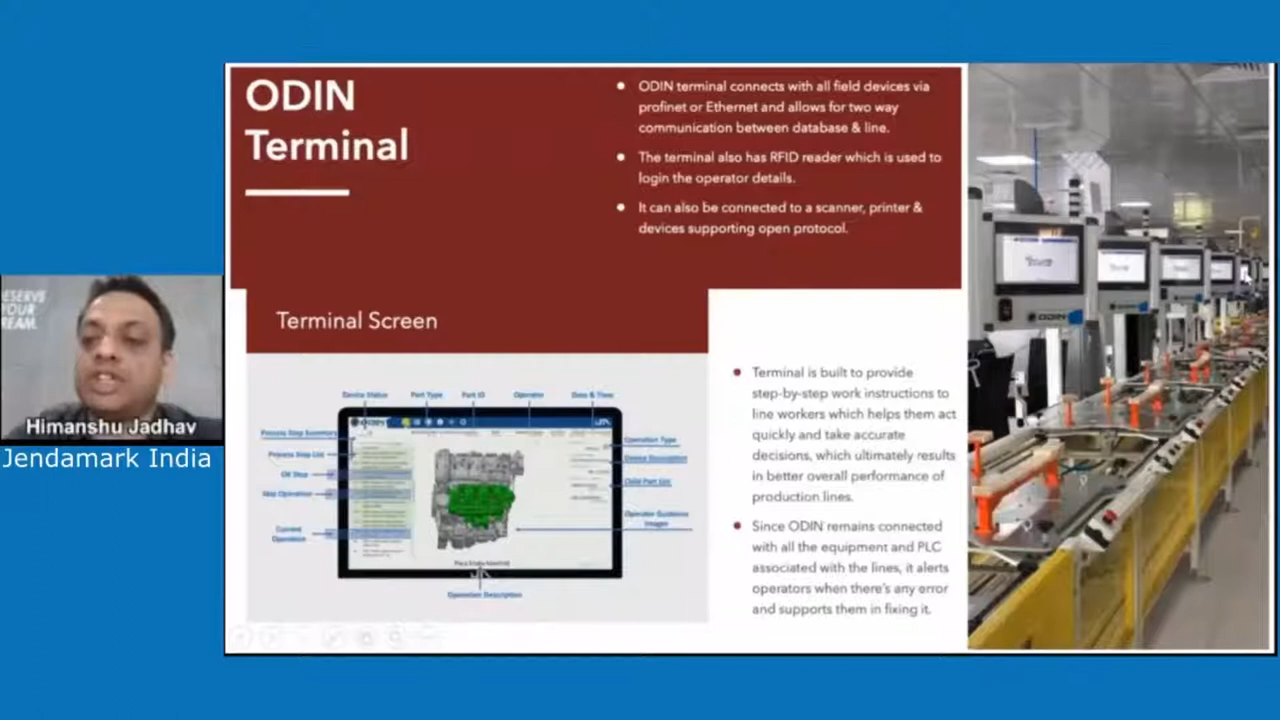 ODIN
Terminal
ODIN terminal connects with all field devices via
profinet or Ethernet and allows for two way
communication between database & line.
The terminal also has RFID reader which is used to
login the operator details.
It can also be connected to a scanner, printer &
devices supporting open protocol.
Terminal Screen
Device Status
Part Type
Part ID
Operator
Date & Time
Process Step Summary
Process Step List
OK Step
Skip Operation
Current
Operation
Operation Type
Device Description
Child Part List
Operator Guidance
Images
Operation Description
Terminal is built to provide
step-by-step work instructions to
line workers which helps them act
quickly and take accurate
decisions, which ultimately results
in better overall performance of
production lines.
Since ODIN remains connected
with all the equipment and PLC
associated with the lines, it alerts
operators when there's any error
and supports them in fixing it.
ODIN
YOUR
Himanshu Jadhav
Jendamark India